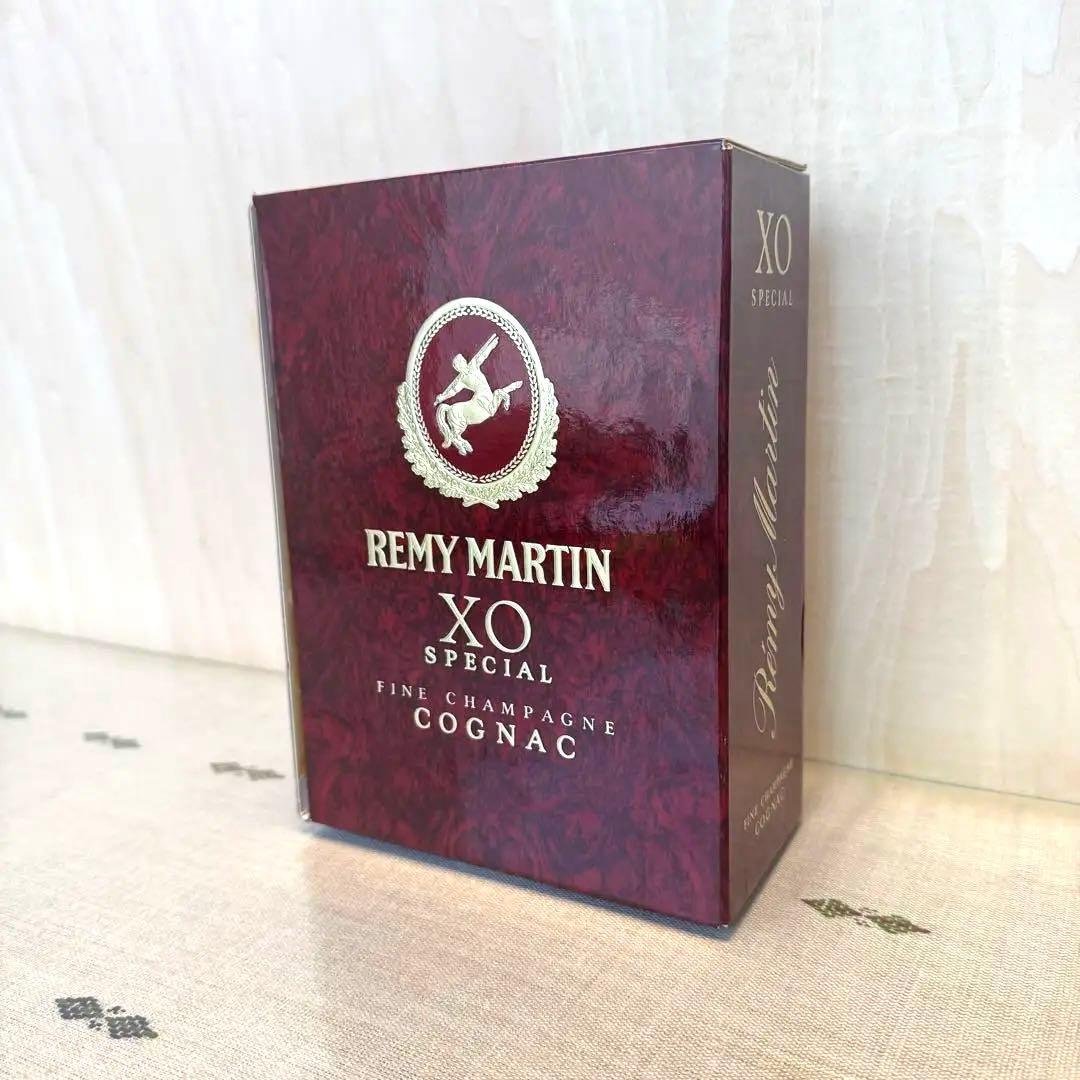 REMY MARTIN
XO
SPECIAL
FINE CHAMPAGNE
COGNAC
XO
SPECIAL
Rémy Martin
FINE CHAMPAGNE
COGNAC